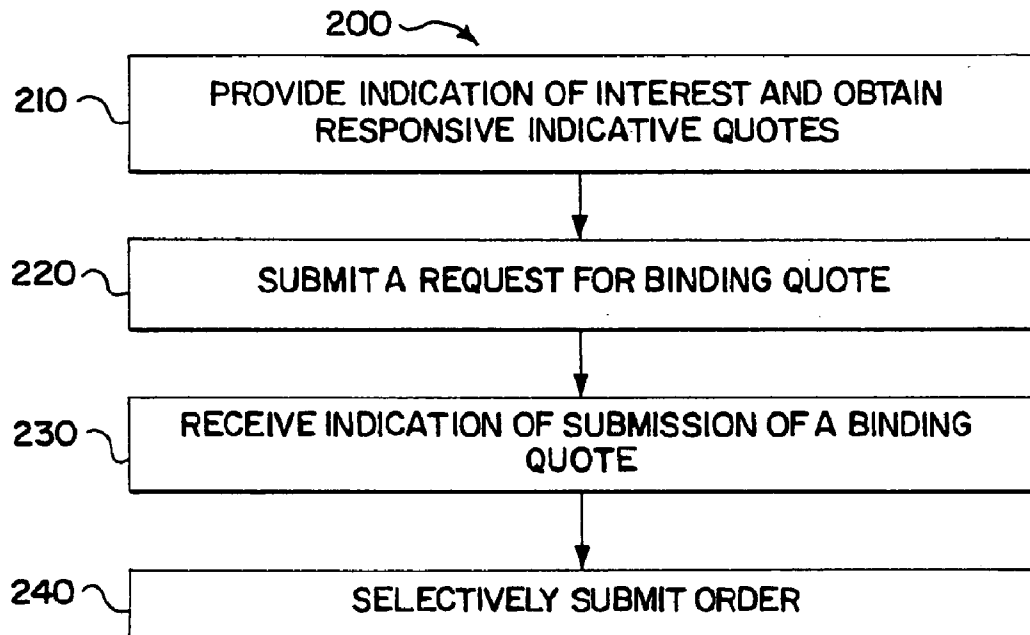 200
210
PROVIDE INDICATION OF INTEREST AND OBTAIN
RESPONSIVE INDICATIVE QUOTES
220
SUBMIT A REQUEST FOR BINDING QUOTE
230
RECEIVE INDICATION OF SUBMISSION OF A BINDING
QUOTE
240
SELECTIVELY SUBMIT ORDER